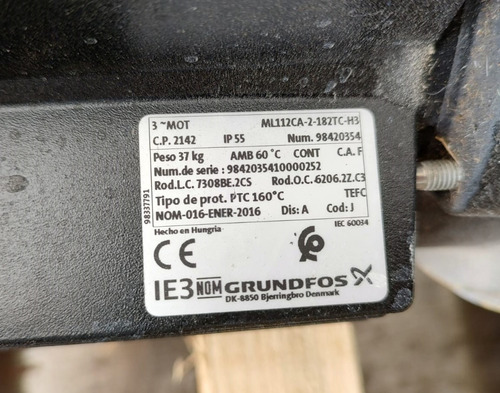 3 ~MOT ML112CA-2-182TC-H3
C.P. 2142 IP 55 Num. 98420354
Peso 37 kg AMB 60 °C CONT C.A. F
Num.de serie : 9842035410000252
Rod.L.C. 7308BE.2CS Rod.O.C. 6206.2Z.C3
Tipo de prot. PTC 160°C TEFC
NOM-016-ENER-2016 Dis: A Cod: J
Hecho en Hungria IEC 60034
98337791
CE
IE3 NOM GRUNDFOS
DK-8850 Bjerringbro Denmark